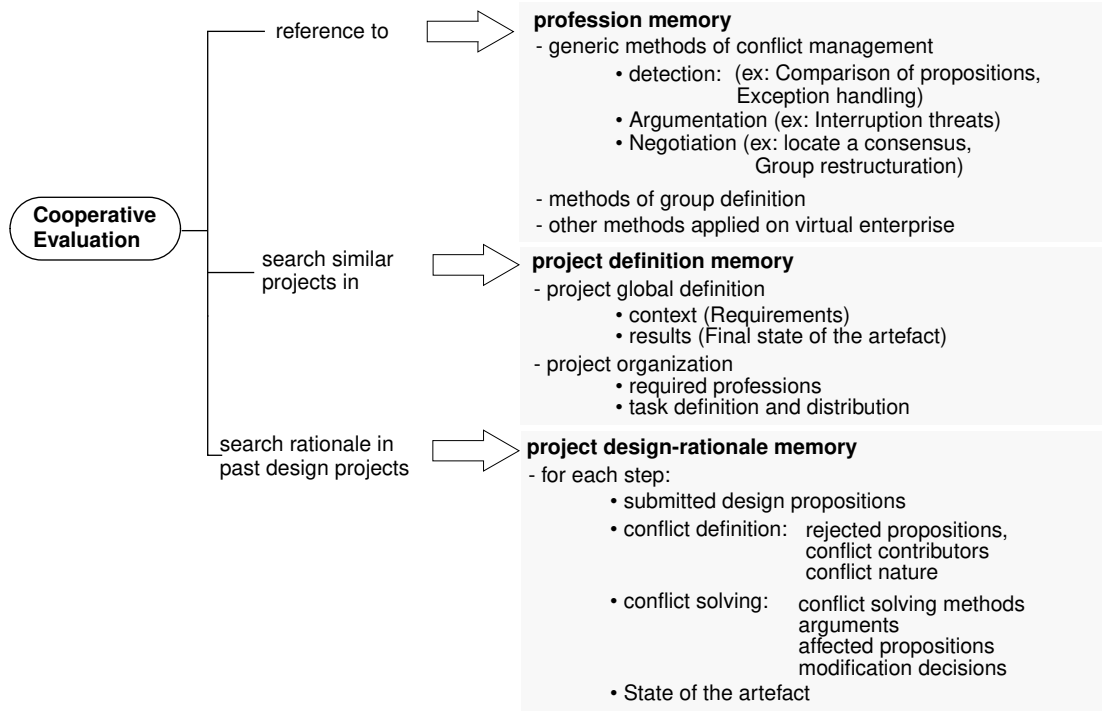 Cooperative
Evaluation
reference to
profession memory
- generic methods of conflict management
• detection: (ex: Comparison of propositions,
Exception handling)
• Argumentation (ex: Interruption threats)
• Negotiation (ex: locate a consensus,
Group restructuration)
- methods of group definition
- other methods applied on virtual enterprise
search similar
projects in
project definition memory
- project global definition
• context (Requirements)
• results (Final state of the artefact)
- project organization
• required professions
• task definition and distribution
search rationale in
past design projects
project design-rationale memory
- for each step:
• submitted design propositions
• conflict definition: rejected propositions,
conflict contributors
conflict nature
• conflict solving: conflict solving methods
arguments
affected propositions
modification decisions
• State of the artefact